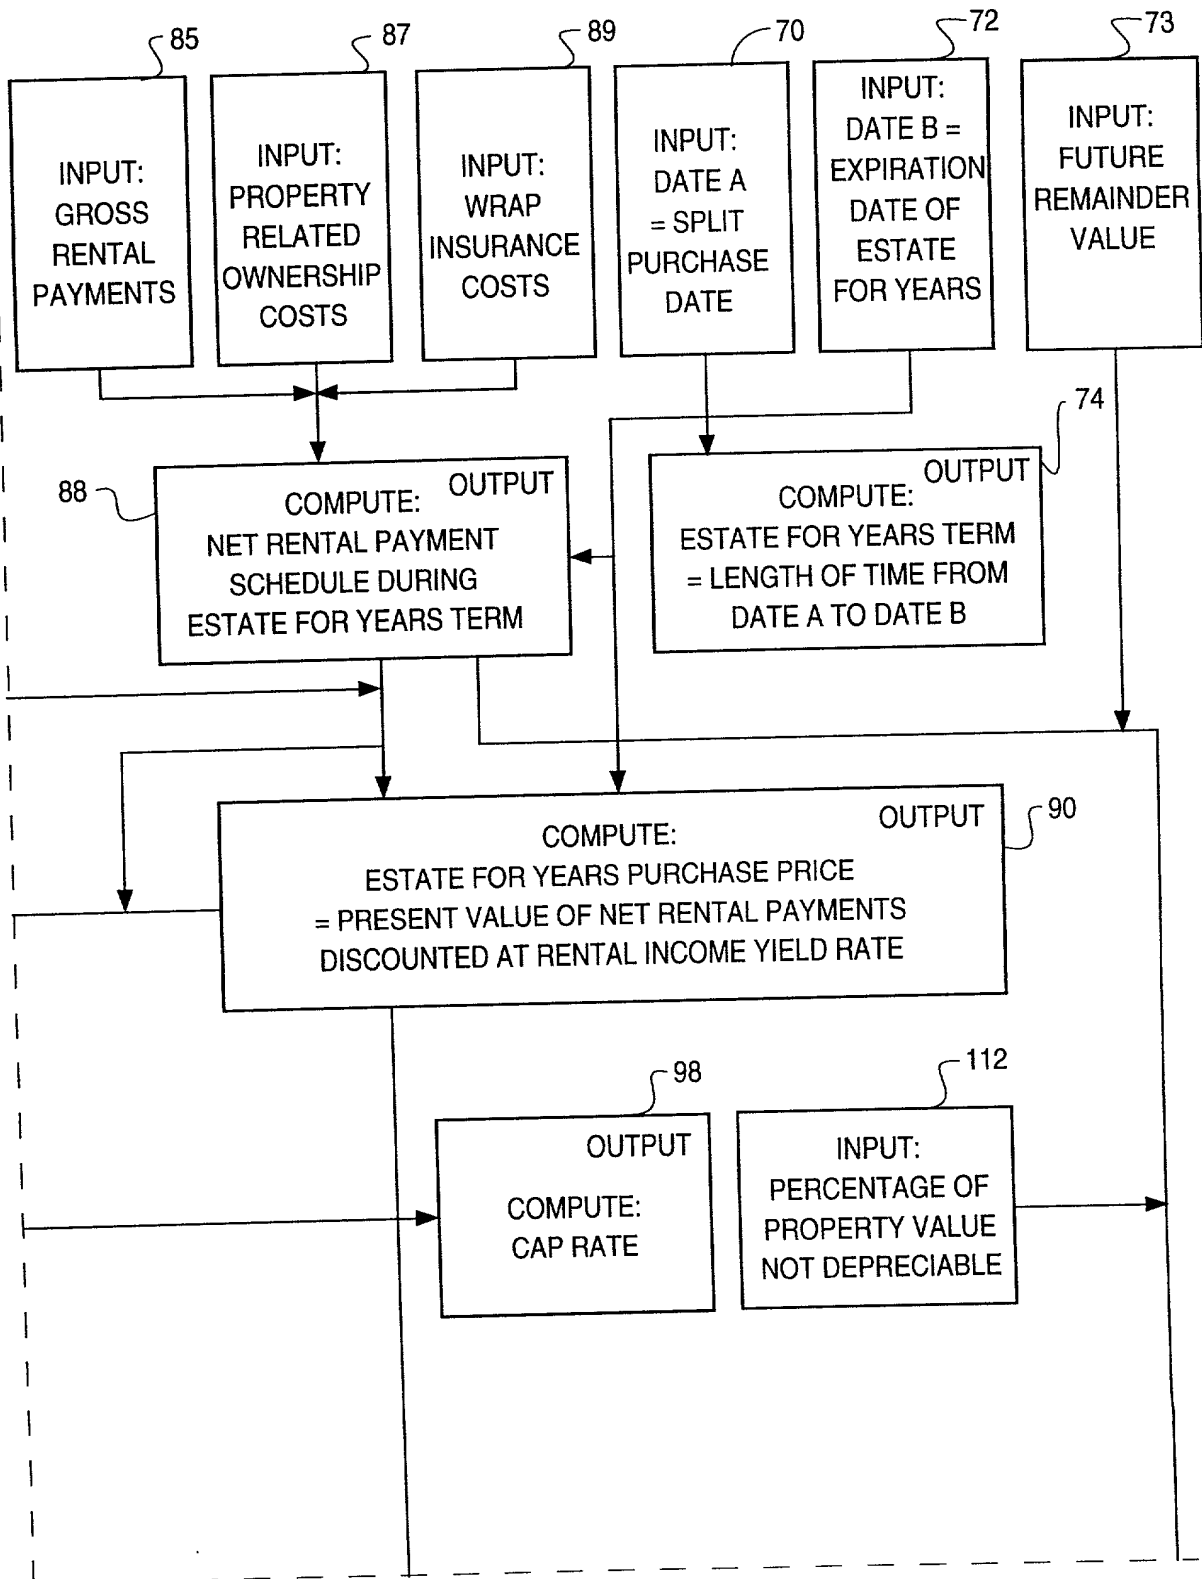 85
87
89
70
72
73
INPUT:
GROSS
RENTAL
PAYMENTS
INPUT:
PROPERTY
RELATED
OWNERSHIP
COSTS
INPUT:
WRAP
INSURANCE
COSTS
INPUT:
DATE A
= SPLIT
PURCHASE
DATE
INPUT:
DATE B =
EXPIRATION
DATE OF
ESTATE
FOR YEARS
INPUT:
FUTURE
REMAINDER
VALUE
88
OUTPUT
COMPUTE:
NET RENTAL PAYMENT
SCHEDULE DURING
ESTATE FOR YEARS TERM
74
OUTPUT
COMPUTE:
ESTATE FOR YEARS TERM
= LENGTH OF TIME FROM
DATE A TO DATE B
90
OUTPUT
COMPUTE:
ESTATE FOR YEARS PURCHASE PRICE
= PRESENT VALUE OF NET RENTAL PAYMENTS
DISCOUNTED AT RENTAL INCOME YIELD RATE
98
OUTPUT
COMPUTE:
CAP RATE
112
INPUT:
PERCENTAGE OF
PROPERTY VALUE
NOT DEPRECIABLE